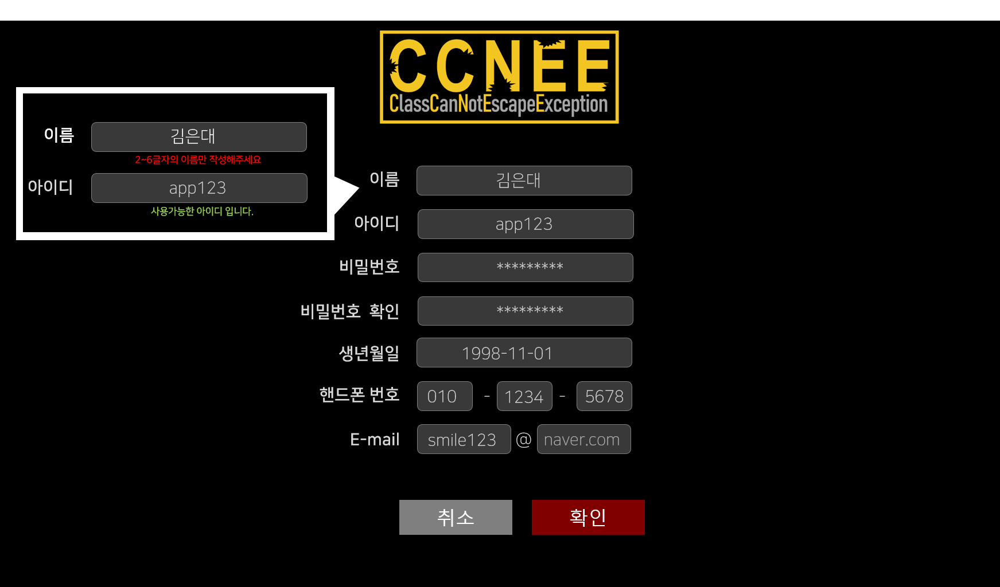 CCNEE
ClassCanNotEscapeException
이름 김은대
2~6글자의 이름만 작성해주세요
아이디 app123
사용가능한 아이디 입니다.
이름 김은대
아이디 app123
비밀번호 *********
비밀번호 확인 *********
생년월일 1998-11-01
핸드폰 번호 010 - 1234 - 5678
E-mail smile123 @ naver.com
취소 확인